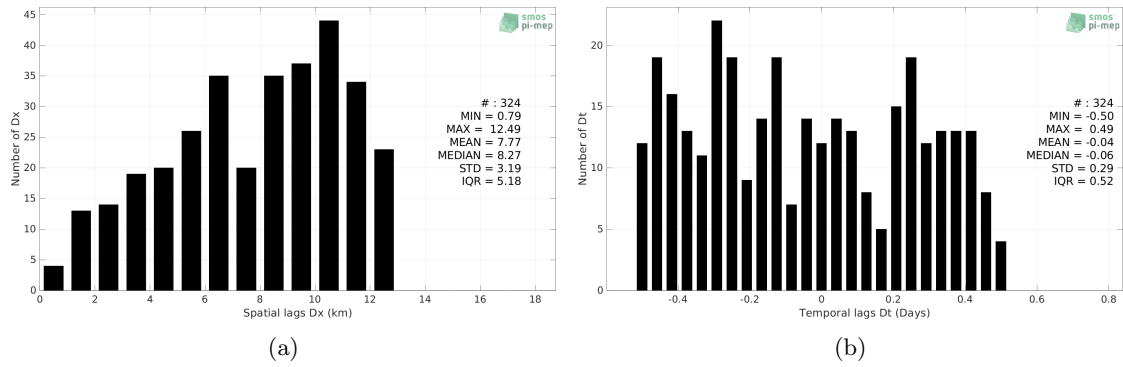 smos
pi-mep
Number of Dx
45
40
35
30
25
20
15
10
5
0
# : 324
MIN = 0.79
MAX = 12.49
MEAN = 7.77
MEDIAN = 8.27
STD = 3.19
IQR = 5.18
0 2 4 6 8 10 12 14 16 18
Spatial lags Dx (km)
(a)
smos
pi-mep
Number of Dt
20
15
10
5
0
# : 324
MIN = -0.50
MAX = 0.49
MEAN = -0.04
MEDIAN = -0.06
STD = 0.29
IQR = 0.52
-0.4 -0.2 0 0.2 0.4 0.6 0.8
Temporal lags Dt (Days)
(b)